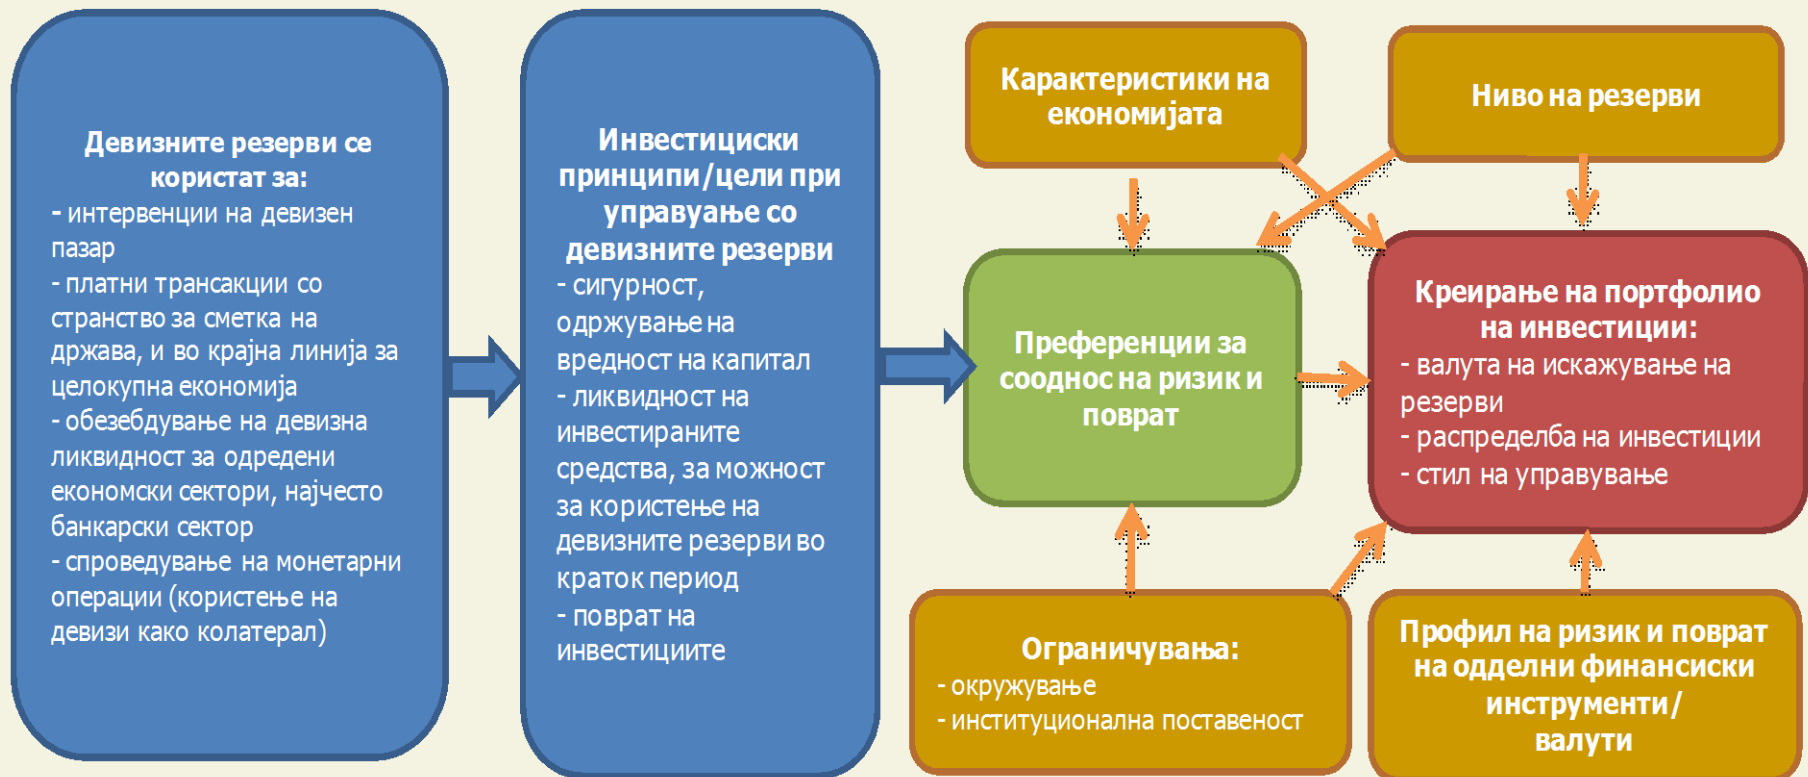 Девизните резерви се
користат за:
- интервенции на девизен
пазар
- платни трансакции со
странство за сметка на
држава, и во крајна линија за
целокупна економија
- обезебдување на девизна
ликвидност за одредени
економски сектори, најчесто
банкарски сектор
- спроведување на монетарни
операции (користење на
девизи како колатерал)
Инвестициски
принципи/цели при
управуање со
девизните резерви
- сигурност,
одржување на
вредност на капитал
- ликвидност на
инвестираните
средства, за можност
за користење на
девизните резерви во
краток период
- поврат на
инвестициите
Карактеристики на
економијата
Ниво на резерви
Преференции за
сооднос на ризик и
поврат
Креирање на портфолио
на инвестиции:
- валута на искажување на
резерви
- распределба на инвестиции
- стил на управување
Ограничувања:
- окружување
- институционална поставеност
Профил на ризик и поврат
на одделни финансиски
инструменти/
валути